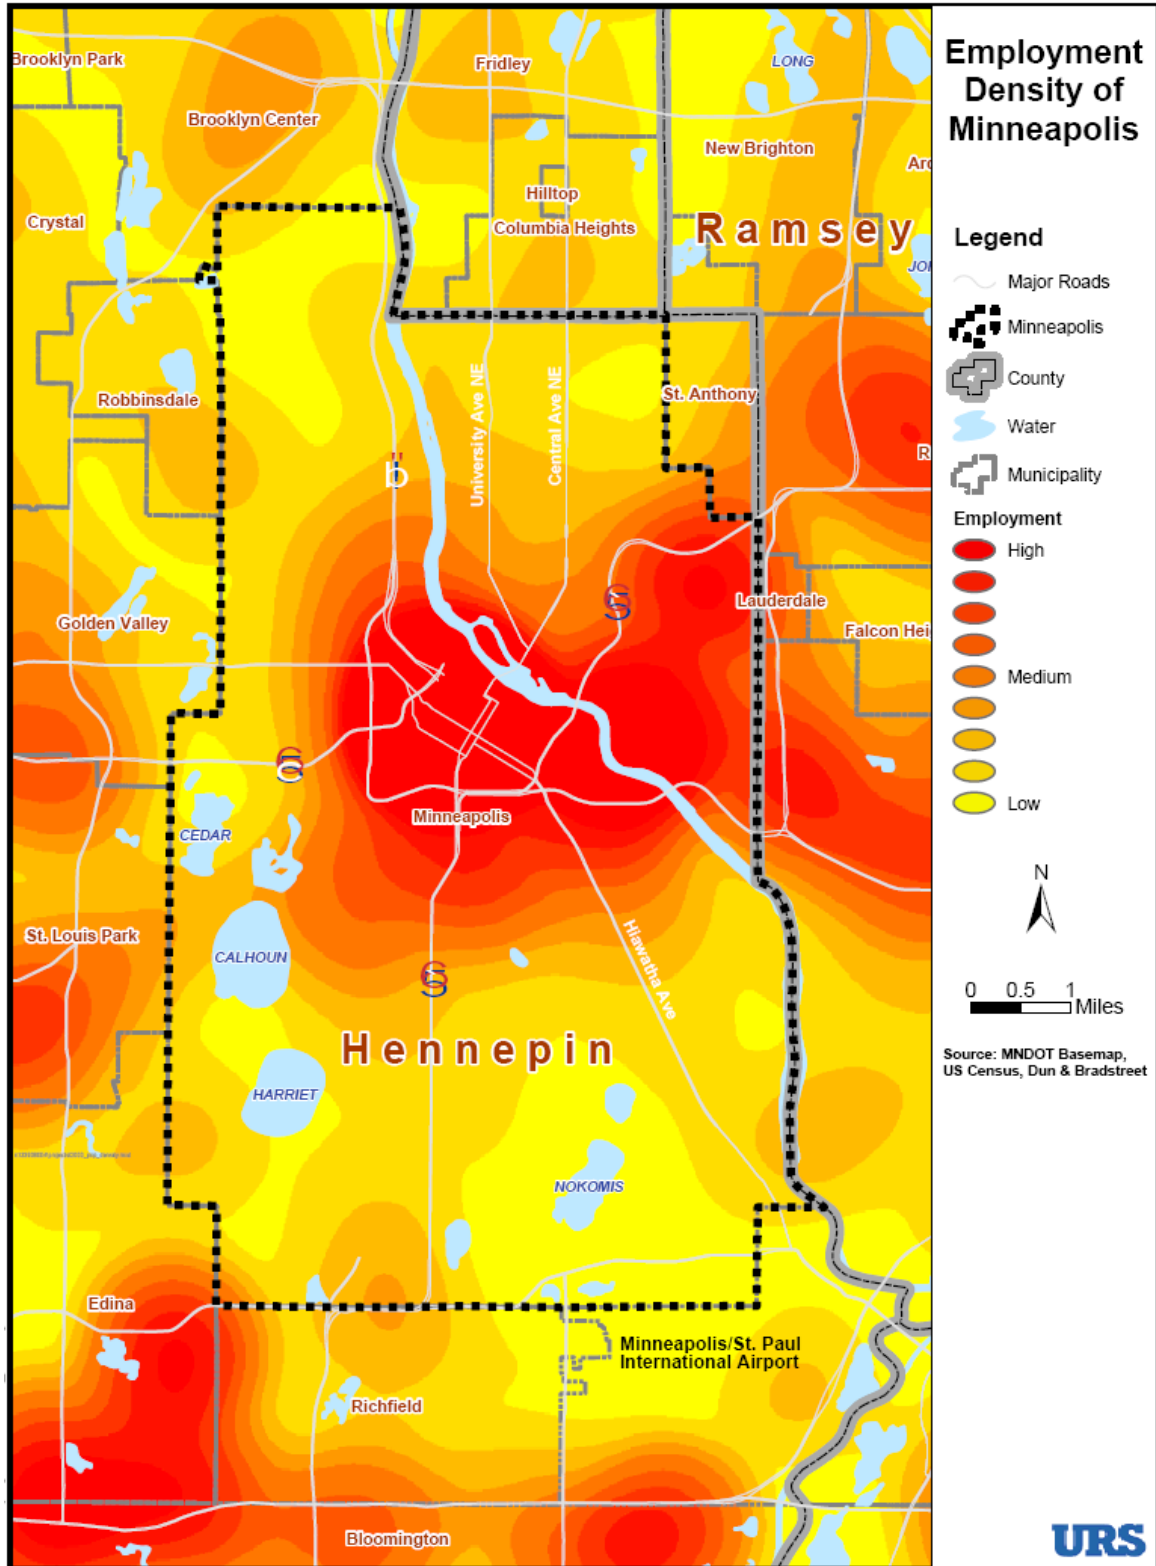 Employment
Density of
Minneapolis
Legend
Major Roads
Minneapolis
County
Water
Municipality
Employment
High
Medium
Low
N
0 0.5 1
Miles
Source: MNDOT Basemap,
US Census, Dun & Bradstreet
URS
Brooklyn Park
Fridley
LONG
Brooklyn Center
New Brighton
Hilltop
Crystal
Columbia Heights
Ramsey
Robbinsdale
St. Anthony
University Ave NE
Central Ave NE
Golden Valley
Lauderdale
Falcon Hei
Minneapolis
CEDAR
St. Louis Park
CALHOUN
Hiawatha Ave
Hennepin
HARRIET
NOKOMIS
Edina
Minneapolis/St. Paul
International Airport
Richfield
Bloomington